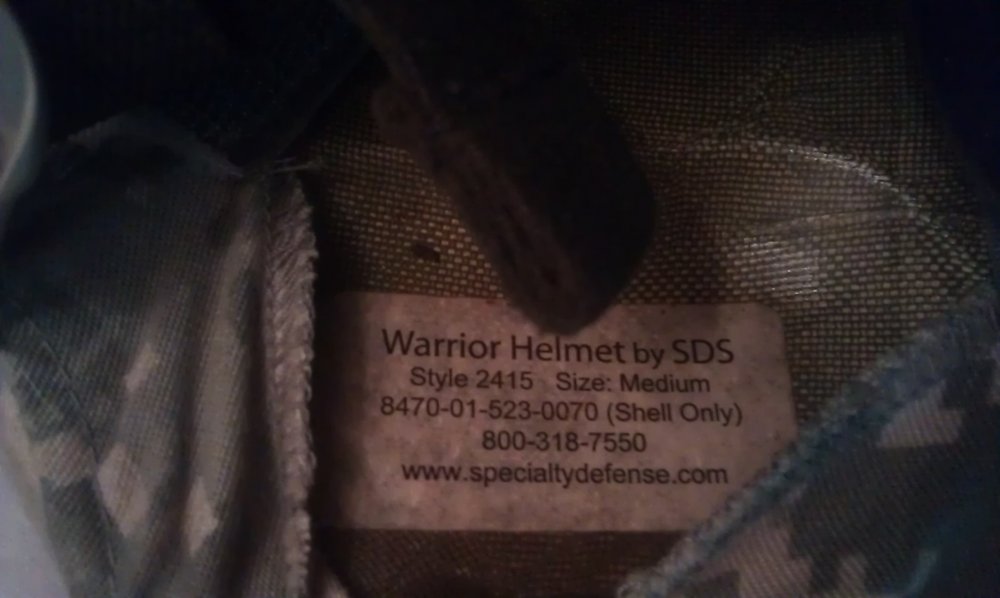 Warrior Helmet by SDS
Style 2415 Size: Medium
8470-01-523-0070 (Shell Only)
800-318-7550
www.specialtydefense.com